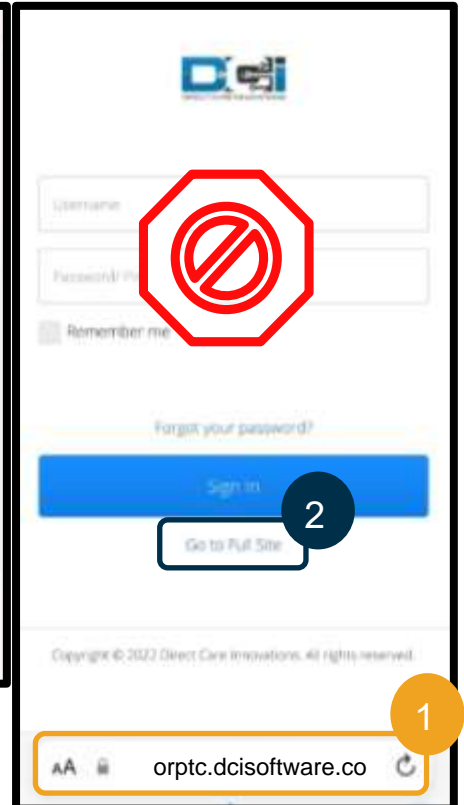 DCi
Username
Password/ Pin
Remember me
Forgot your password?
Sign In
2
Go to Full Site
Copyright © 2022 Direct Care Innovations. All rights reserved.
1
AA orptc.dcisoftware.co